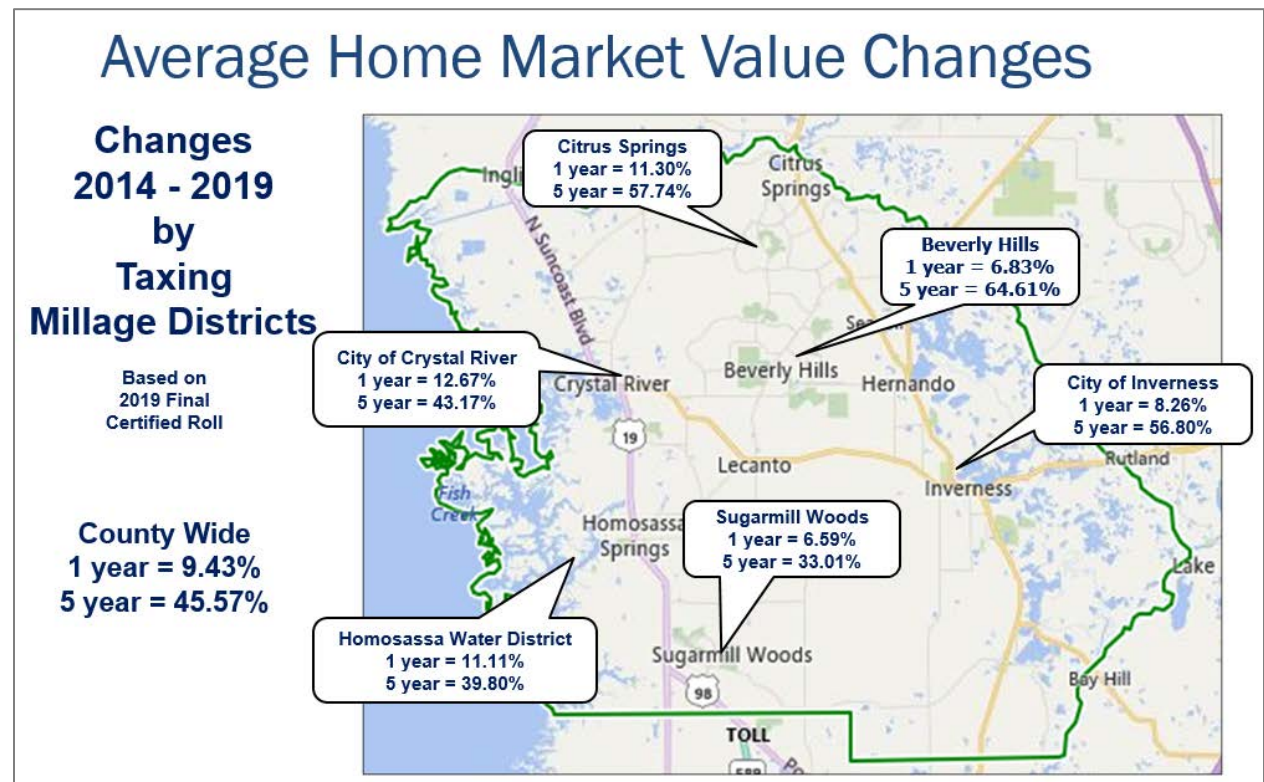 Average Home Market Value Changes
Changes
2014 - 2019
by
Taxing
Millage Districts
Based on
2019 Final
Certified Roll
County Wide
1 year = 9.43%
5 year = 45.57%
Citrus Springs
1 year = 11.30%
5 year = 57.74%
Beverly Hills
1 year = 6.83%
5 year = 64.61%
City of Crystal River
1 year = 12.67%
5 year = 43.17%
City of Inverness
1 year = 8.26%
5 year = 56.80%
Sugarmill Woods
1 year = 6.59%
5 year = 33.01%
Homosassa Water District
1 year = 11.11%
5 year = 39.80%
Ingli
Citrus
Springs
N Suncoast Blvd
Beverly Hills
Hernando
Crystal River
19
Lecanto
Rutland
Inverness
Fish
Creek
Homosassa
Springs
Lake
Sugarmill Woods
98
Bay Hill
TOLL
589